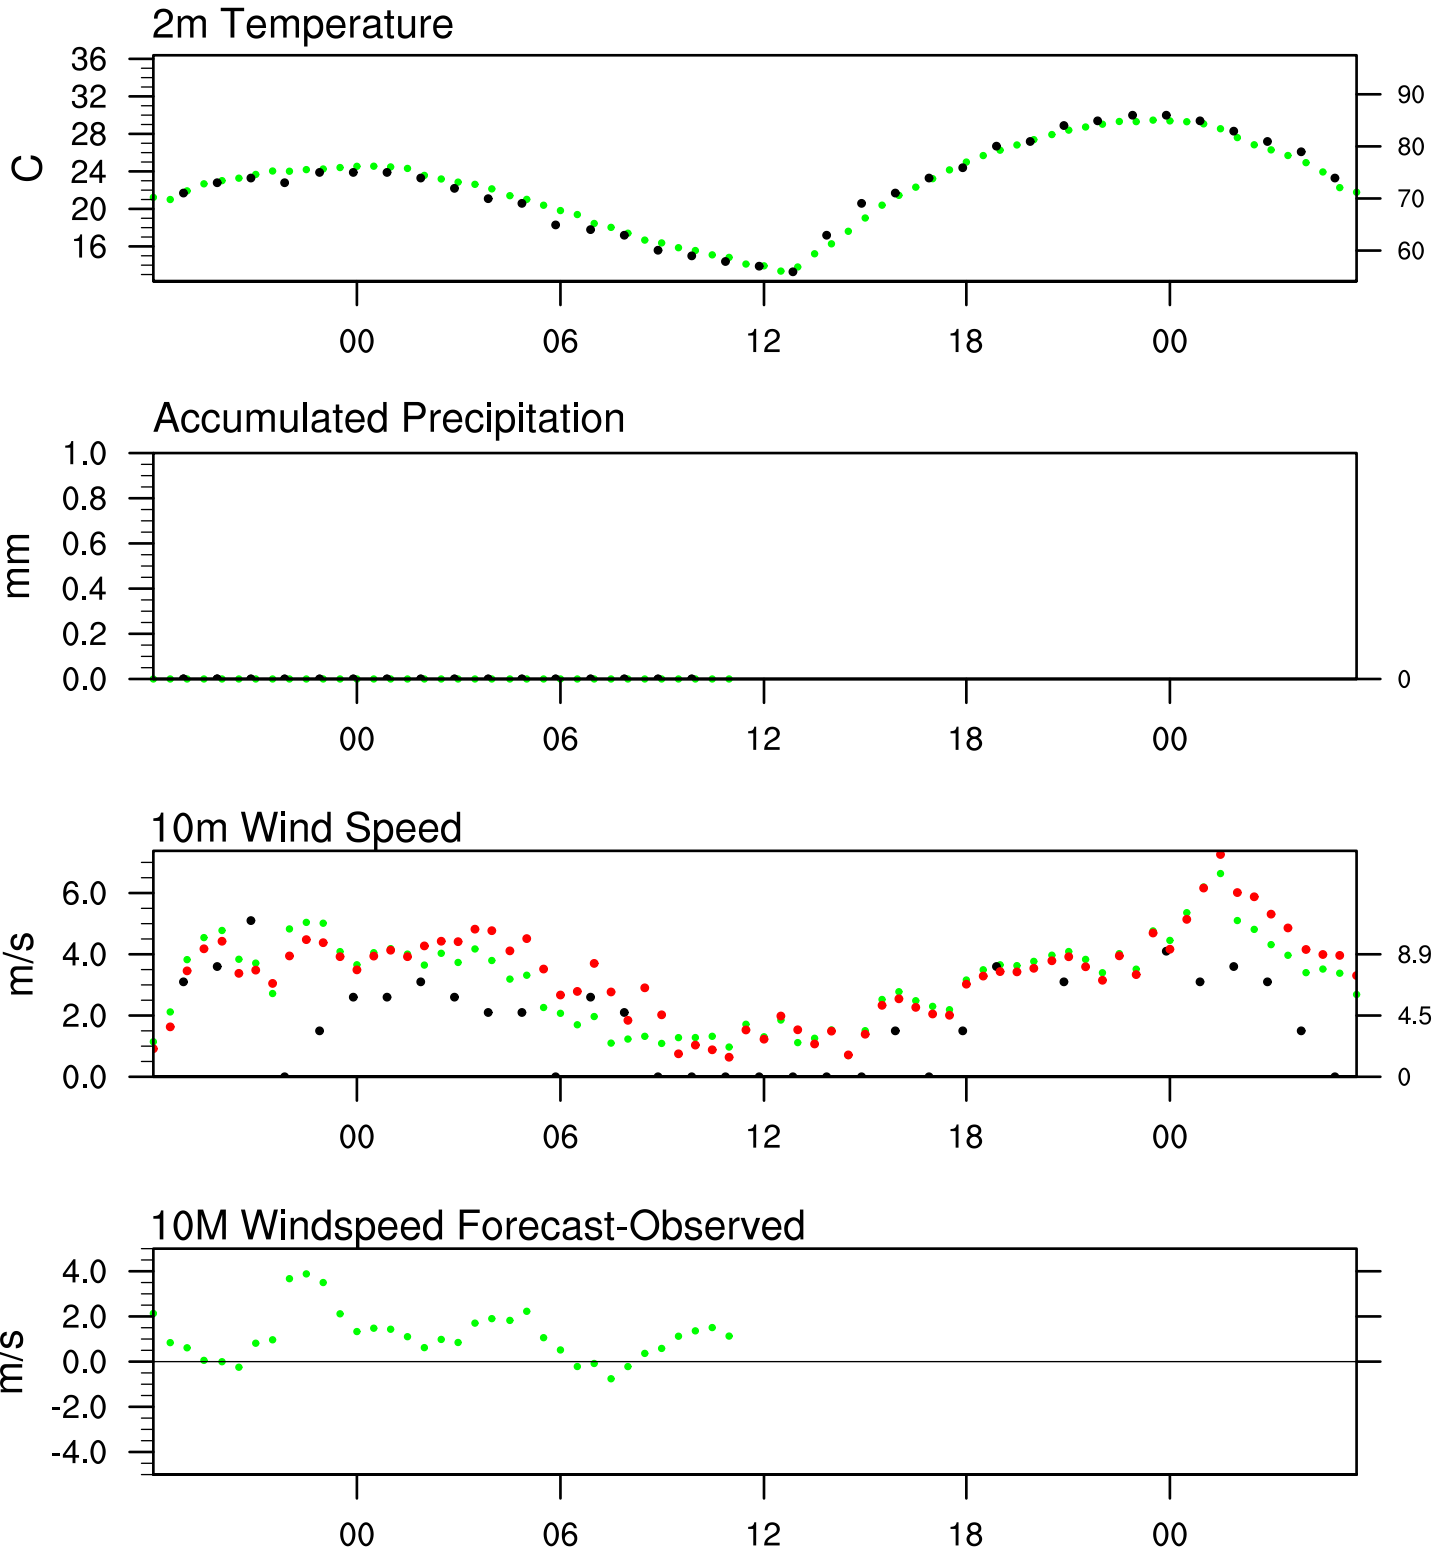 2m Temperature
36
32
28
24
20
16
C
90
80
70
60
00 06 12 18 00
Accumulated Precipitation
1.0
0.8
0.6
0.4
0.2
0.0
mm
0
00 06 12 18 00
10m Wind Speed
6.0
4.0
2.0
0.0
m/s
8.9
4.5
0
00 06 12 18 00
10M Windspeed Forecast-Observed
4.0
2.0
0.0
-2.0
-4.0
m/s
00 06 12 18 00